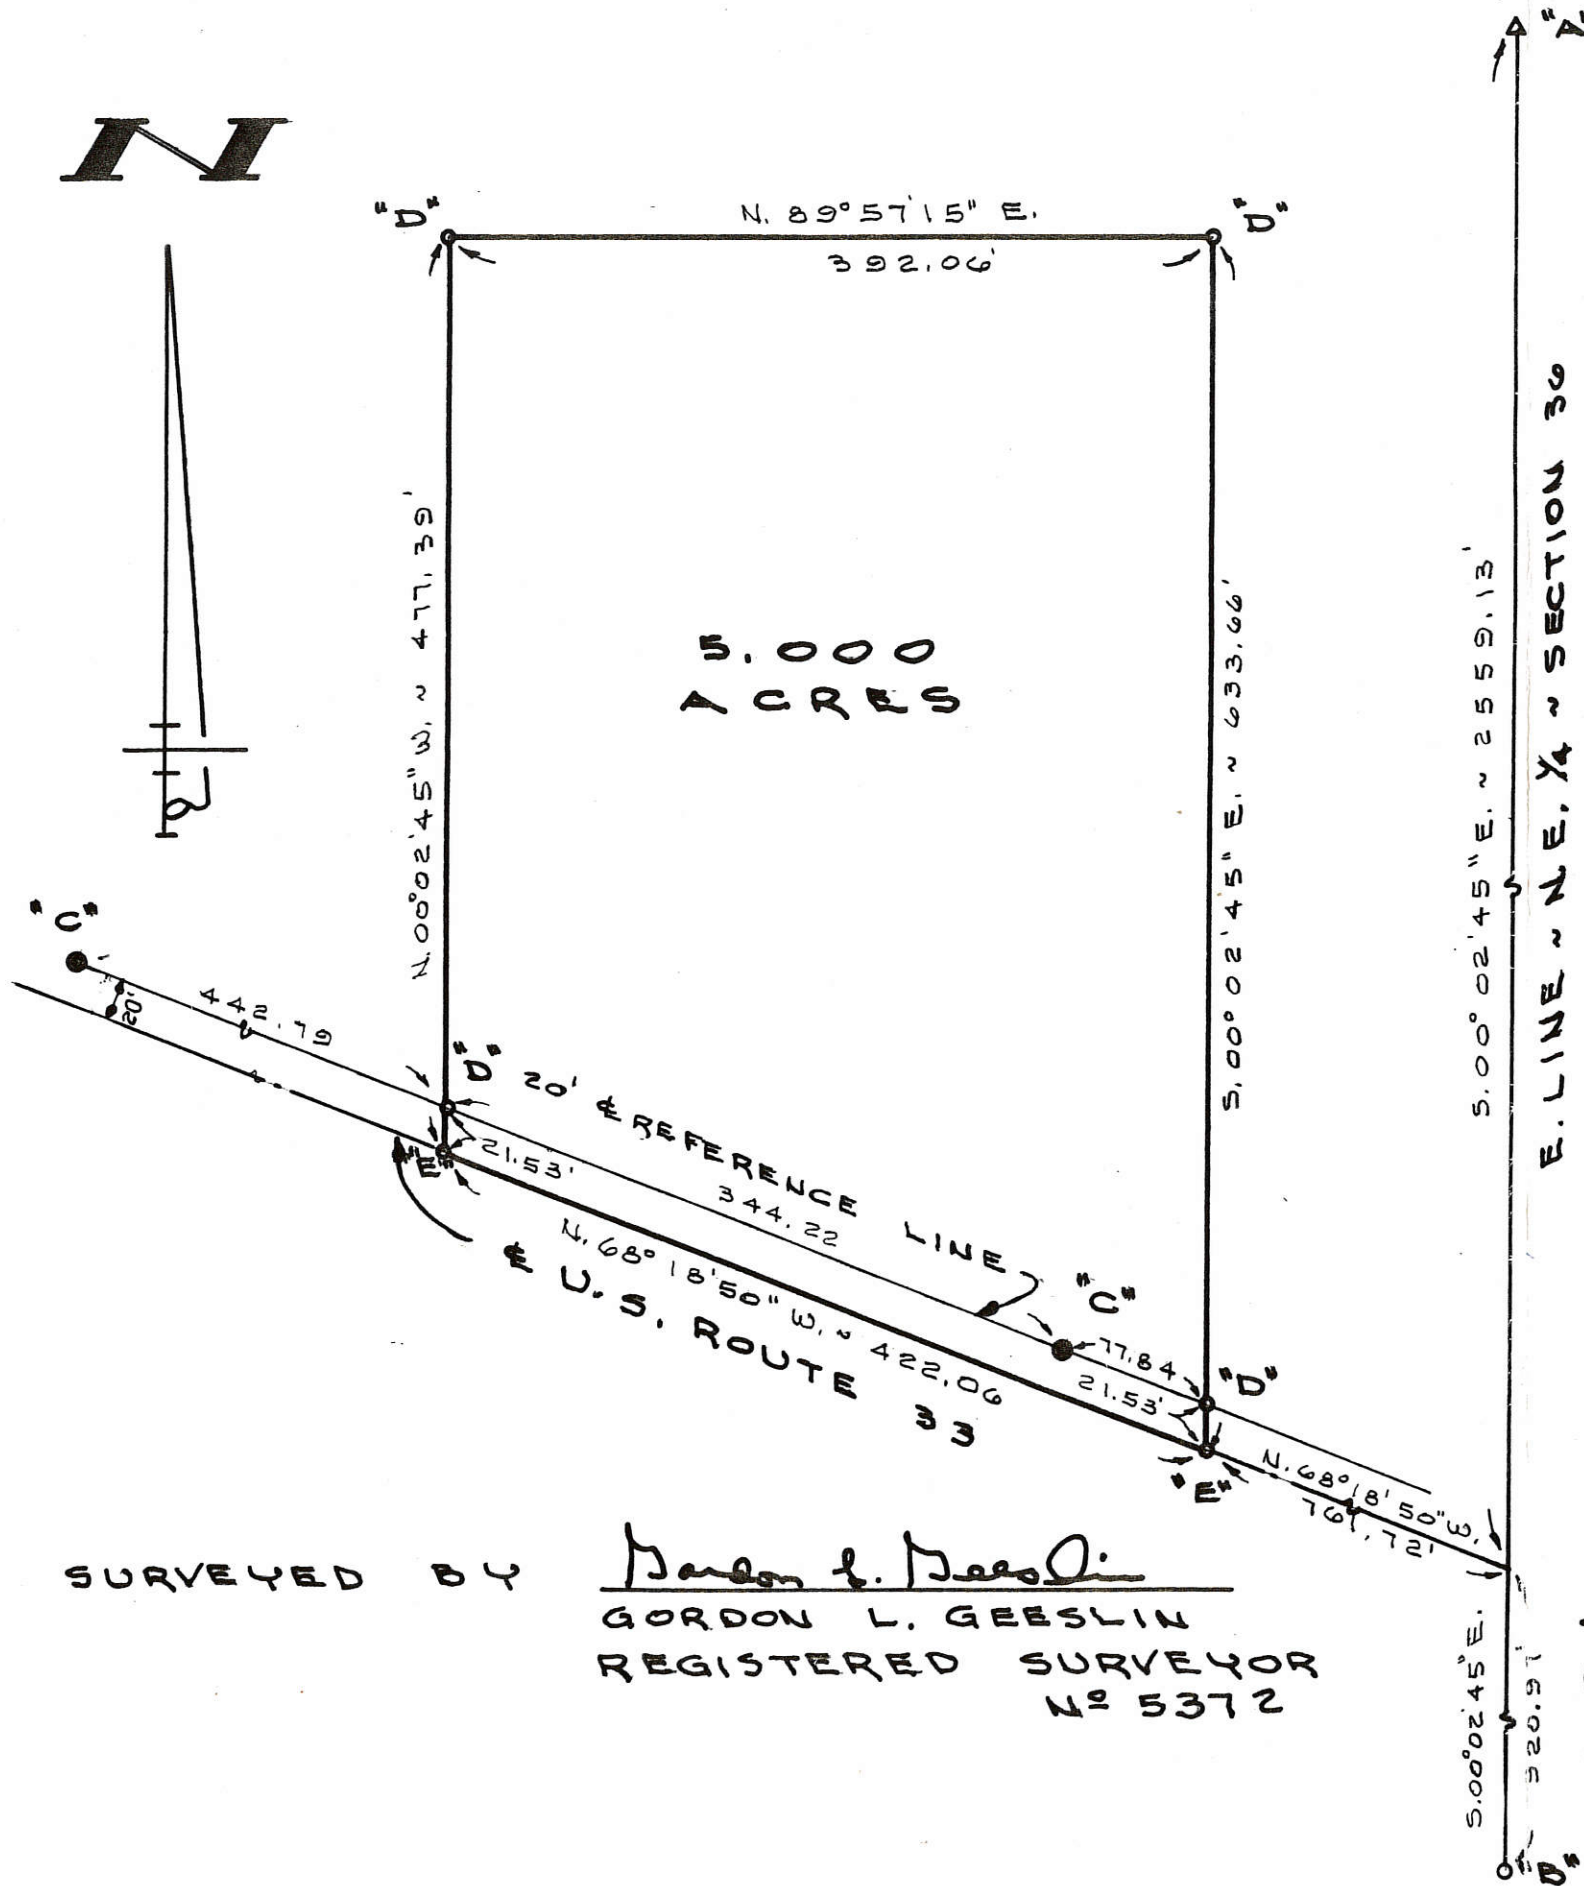 "A"
N
"D"
N. 89°57'15" E.
"D"
392.06'
N. 00°02'45" W. ~ 477.39'
5.000
ACRES
S. 00°02'45" E. ~ 633.66'
S. 00°02'45" E. ~ 2559.13'
E. LINE ~ N.E. ¼ ~ SECTION 36
"C"
20'
442.79
"D"
20' ℄ REFERENCE LINE
"E"
21.53'
344.22
"C"
77.84
N. 68°18'50" W. ~ 422.06
℄ U.S. ROUTE 33
21.53'
"D"
"E"
N. 68°18'50" W.
761.72'
SURVEYED BY Gordon L. Geeslin
GORDON L. GEESLIN
REGISTERED SURVEYOR
Nº 5372
S. 00°02'45" E.
"B"